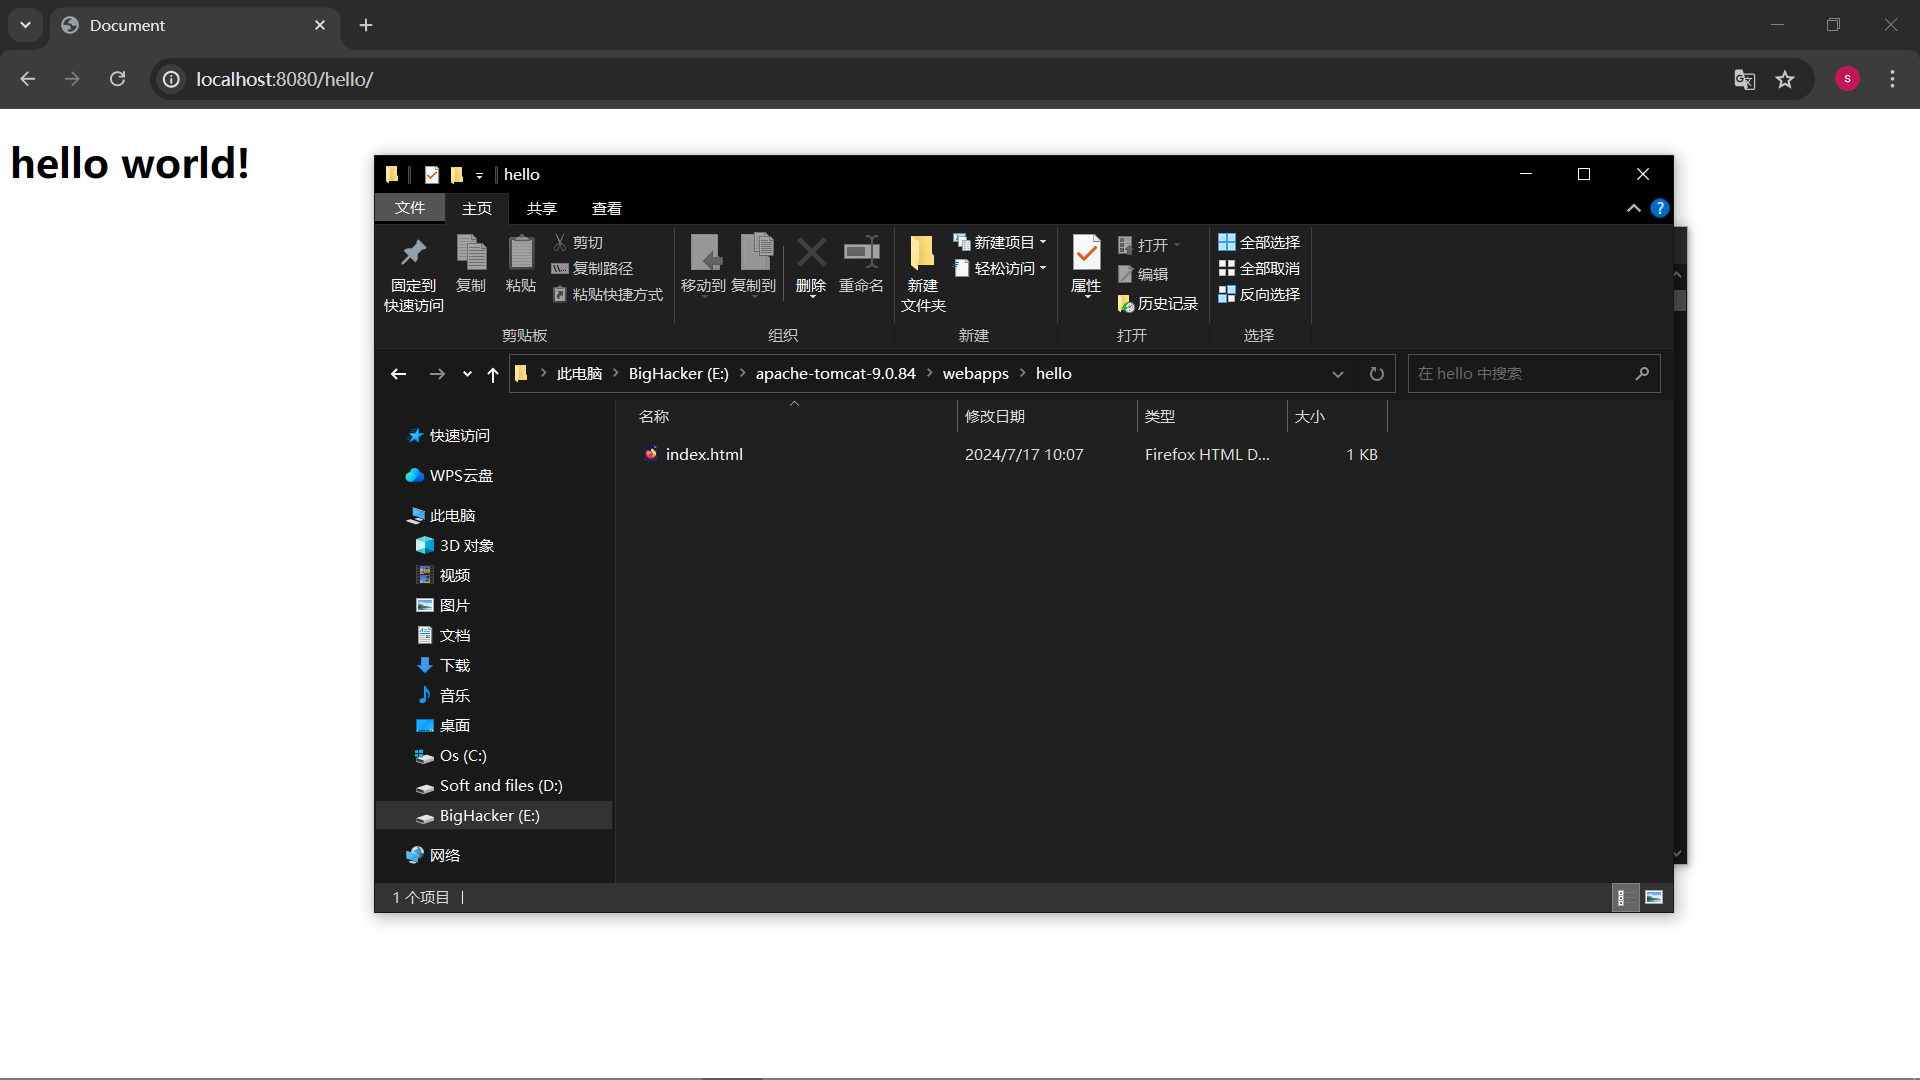 Document
localhost:8080/hello/
S
hello world!
hello
文件 主页 共享 查看
?
固定到
快速访问
复制
粘贴
剪切
复制路径
粘贴快捷方式
剪贴板
移动到
复制到
删除
重命名
组织
新建
文件夹
新建项目
轻松访问
新建
属性
打开
编辑
历史记录
打开
全部选择
全部取消
反向选择
选择
此电脑 BigHacker (E:) apache-tomcat-9.0.84 webapps hello
在 hello 中搜索
名称 修改日期 类型 大小
index.html 2024/7/17 10:07 Firefox HTML D... 1 KB
快速访问
WPS云盘
此电脑
3D 对象
视频
图片
文档
下载
音乐
桌面
Os (C:)
Soft and files (D:)
BigHacker (E:)
网络
1 个项目